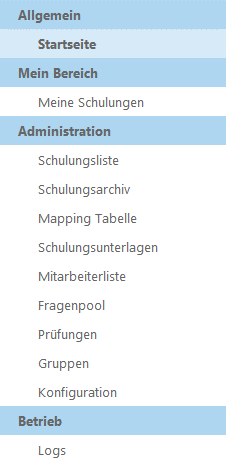 Allgemein
Startseite
Mein Bereich
Meine Schulungen
Administration
Schulungsliste
Schulungsarchiv
Mapping Tabelle
Schulungsunterlagen
Mitarbeiterliste
Fragenpool
Prüfungen
Gruppen
Konfiguration
Betrieb
Logs